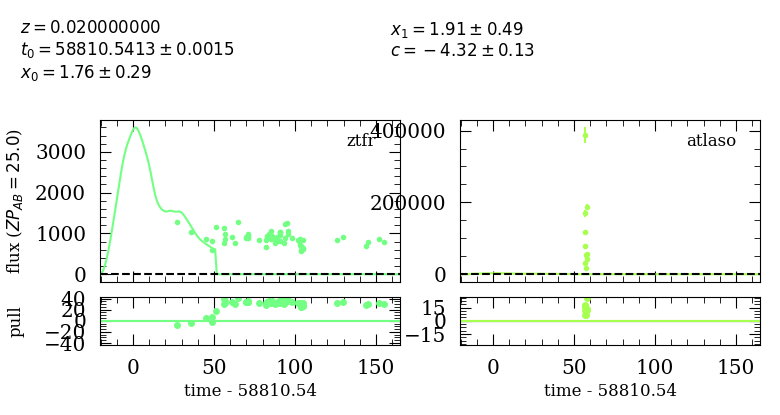 z = 0.020000000
t₀ = 58810.5413 ± 0.0015
x₀ = 1.76 ± 0.29
x₁ = 1.91 ± 0.49
c = −4.32 ± 0.13
flux (ZP_AB = 25.0)
3000
2000
1000
0
ztfr
400000
200000
0
atlaso
pull
40
20
0
−20
−40
15
0
−15
0 50 100 150
0 50 100 150
time - 58810.54
time - 58810.54